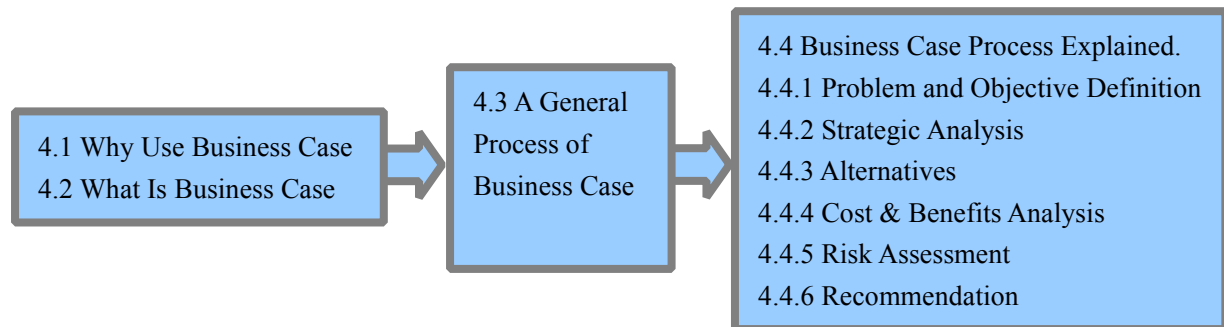 4.1 Why Use Business Case
4.2 What Is Business Case
4.3 A General
Process of
Business Case
4.4 Business Case Process Explained.
4.4.1 Problem and Objective Definition
4.4.2 Strategic Analysis
4.4.3 Alternatives
4.4.4 Cost & Benefits Analysis
4.4.5 Risk Assessment
4.4.6 Recommendation